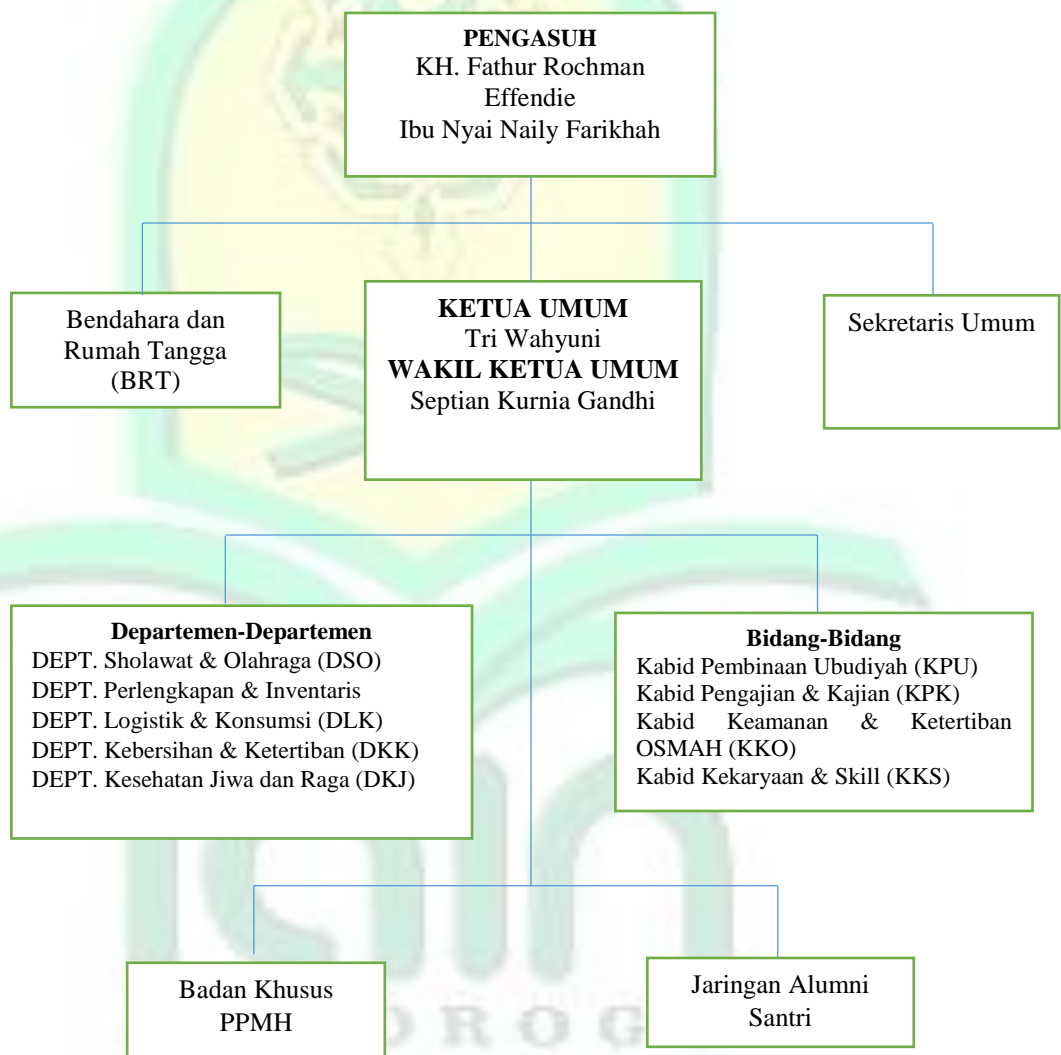 PENGASUH
KH. Fathur Rochman
Effendie
Ibu Nyai Naily Farikhah
Bendahara dan
Rumah Tangga
(BRT)
KETUA UMUM
Tri Wahyuni
WAKIL KETUA UMUM
Septian Kurnia Gandhi
Sekretaris Umum
Departemen-Departemen
DEPT. Sholawat & Olahraga (DSO)
DEPT. Perlengkapan & Inventaris
DEPT. Logistik & Konsumsi (DLK)
DEPT. Kebersihan & Ketertiban (DKK)
DEPT. Kesehatan Jiwa dan Raga (DKJ)
Bidang-Bidang
Kabid Pembinaan Ubudiyah (KPU)
Kabid Pengajian & Kajian (KPK)
Kabid Keamanan & Ketertiban
OSMAH (KKO)
Kabid Kekaryaan & Skill (KKS)
Badan Khusus
PPMH
Jaringan Alumni
Santri